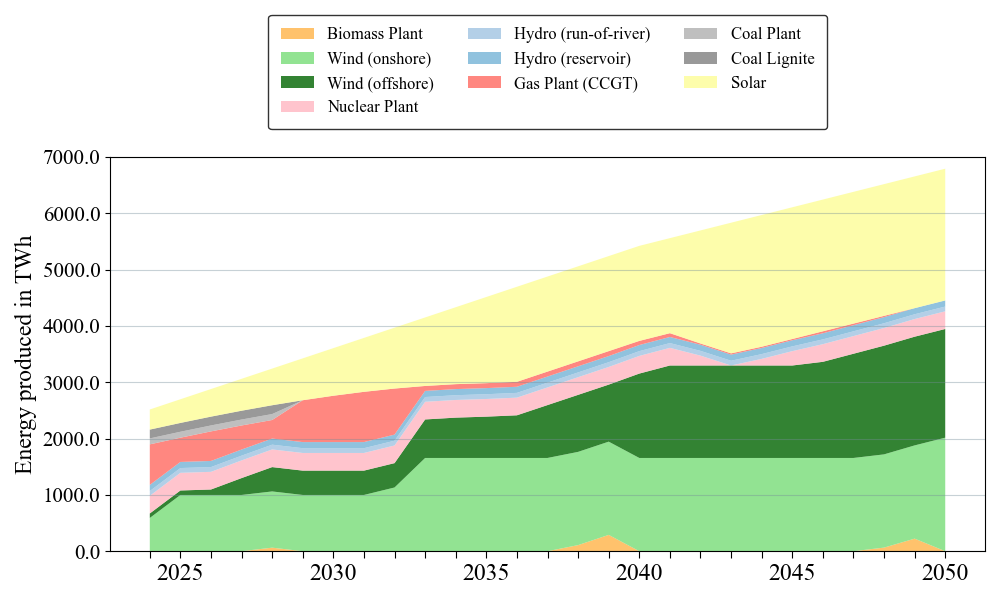 Biomass Plant
Wind (onshore)
Wind (offshore)
Nuclear Plant
Hydro (run-of-river)
Hydro (reservoir)
Gas Plant (CCGT)
Coal Plant
Coal Lignite
Solar
Energy produced in TWh
7000.0
6000.0
5000.0
4000.0
3000.0
2000.0
1000.0
0.0
2025 2030 2035 2040 2045 2050